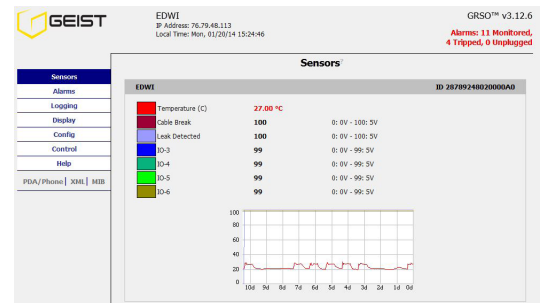 GEIST
EDWI
IP Address: 76.79.48.113
Local Time: Mon, 01/20/14 15:24:46
GRSO™ v3.12.6
Alarms: 11 Monitored,
4 Tripped, 0 Unplugged
Sensors?
Sensors
Alarms
Logging
Display
Config
Control
Help
PDA/Phone| XML| MIB
EDWI ID 28789248020000A0
Temperature (C) 27.00 °C
Cable Break 100 0: 0V - 100: 5V
Leak Detected 100 0: 0V - 100: 5V
IO-3 99 0: 0V - 99: 5V
IO-4 99 0: 0V - 99: 5V
IO-5 99 0: 0V - 99: 5V
IO-6 99 0: 0V - 99: 5V
100
80
60
40
20
0
10d 9d 8d 7d 6d 5d 4d 3d 2d 1d 0d